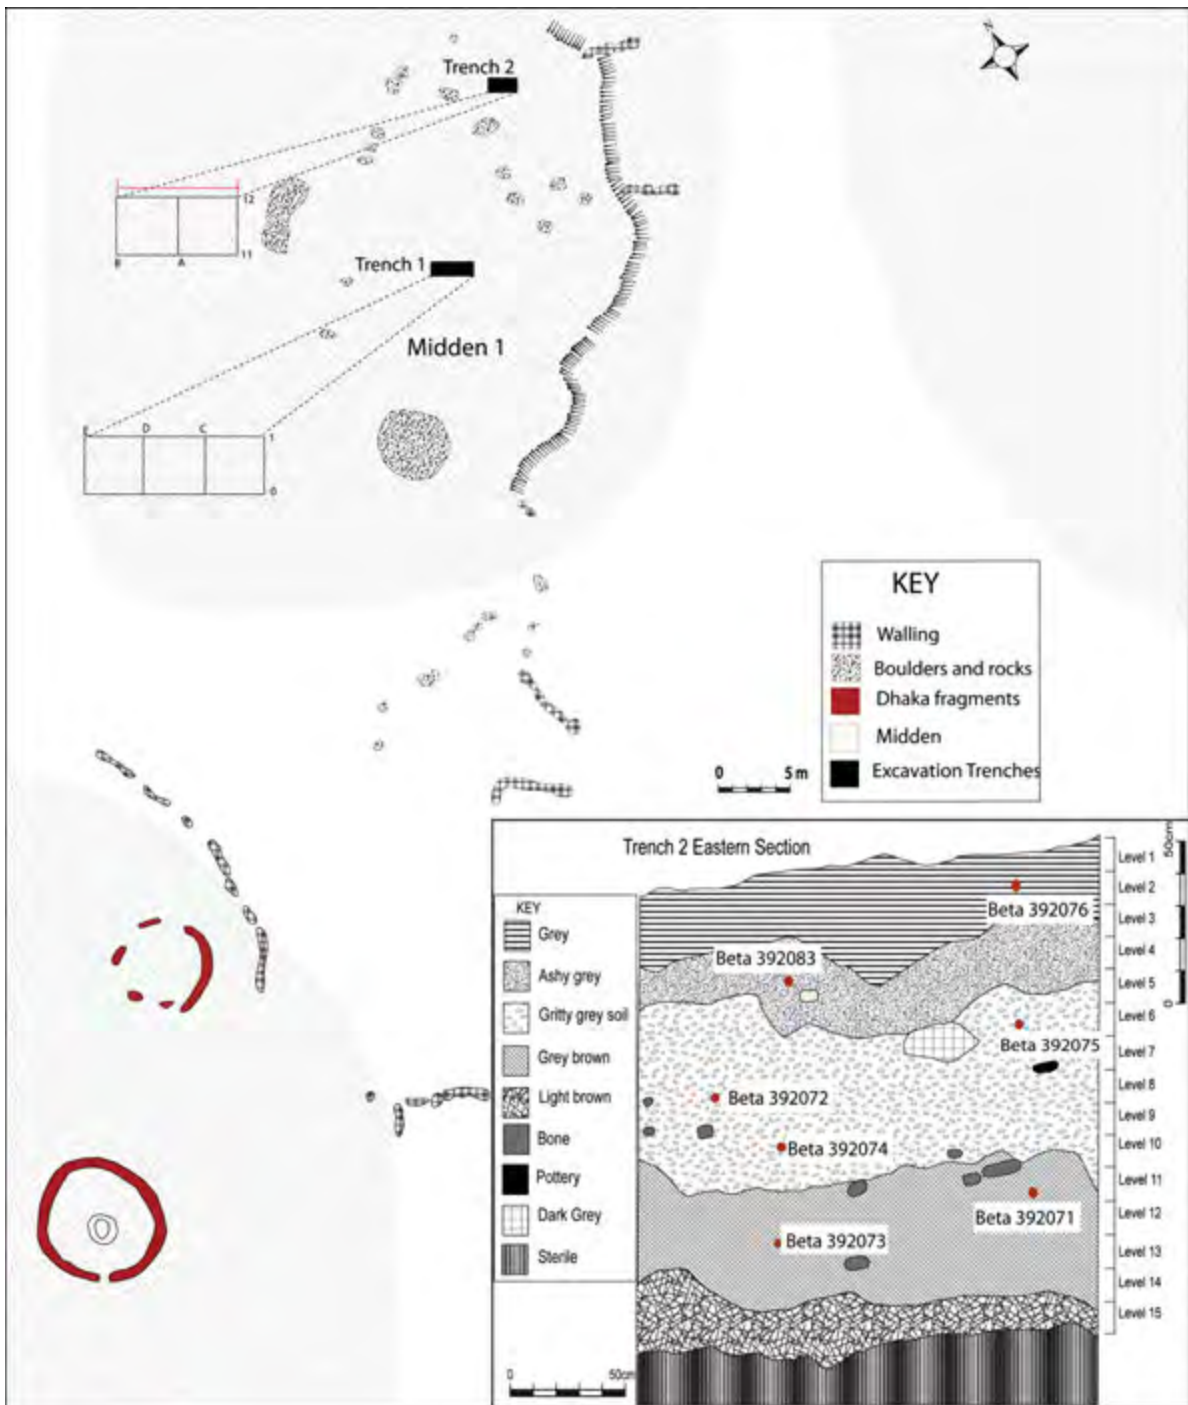 N
Trench 2
12
11
B A
Trench 1
Midden 1
E D C
1
0
KEY
Walling
Boulders and rocks
Dhaka fragments
Midden
Excavation Trenches
0 5 m
Trench 2 Eastern Section
KEY
Grey
Ashy grey
Gritty grey soil
Grey brown
Light brown
Bone
Pottery
Dark Grey
Sterile
0 50cm
Beta 392076
Beta 392083
Beta 392075
Beta 392072
Beta 392074
Beta 392071
Beta 392073
Level 1
Level 2
Level 3
Level 4
Level 5
Level 6
Level 7
Level 8
Level 9
Level 10
Level 11
Level 12
Level 13
Level 14
Level 15
50cm
0